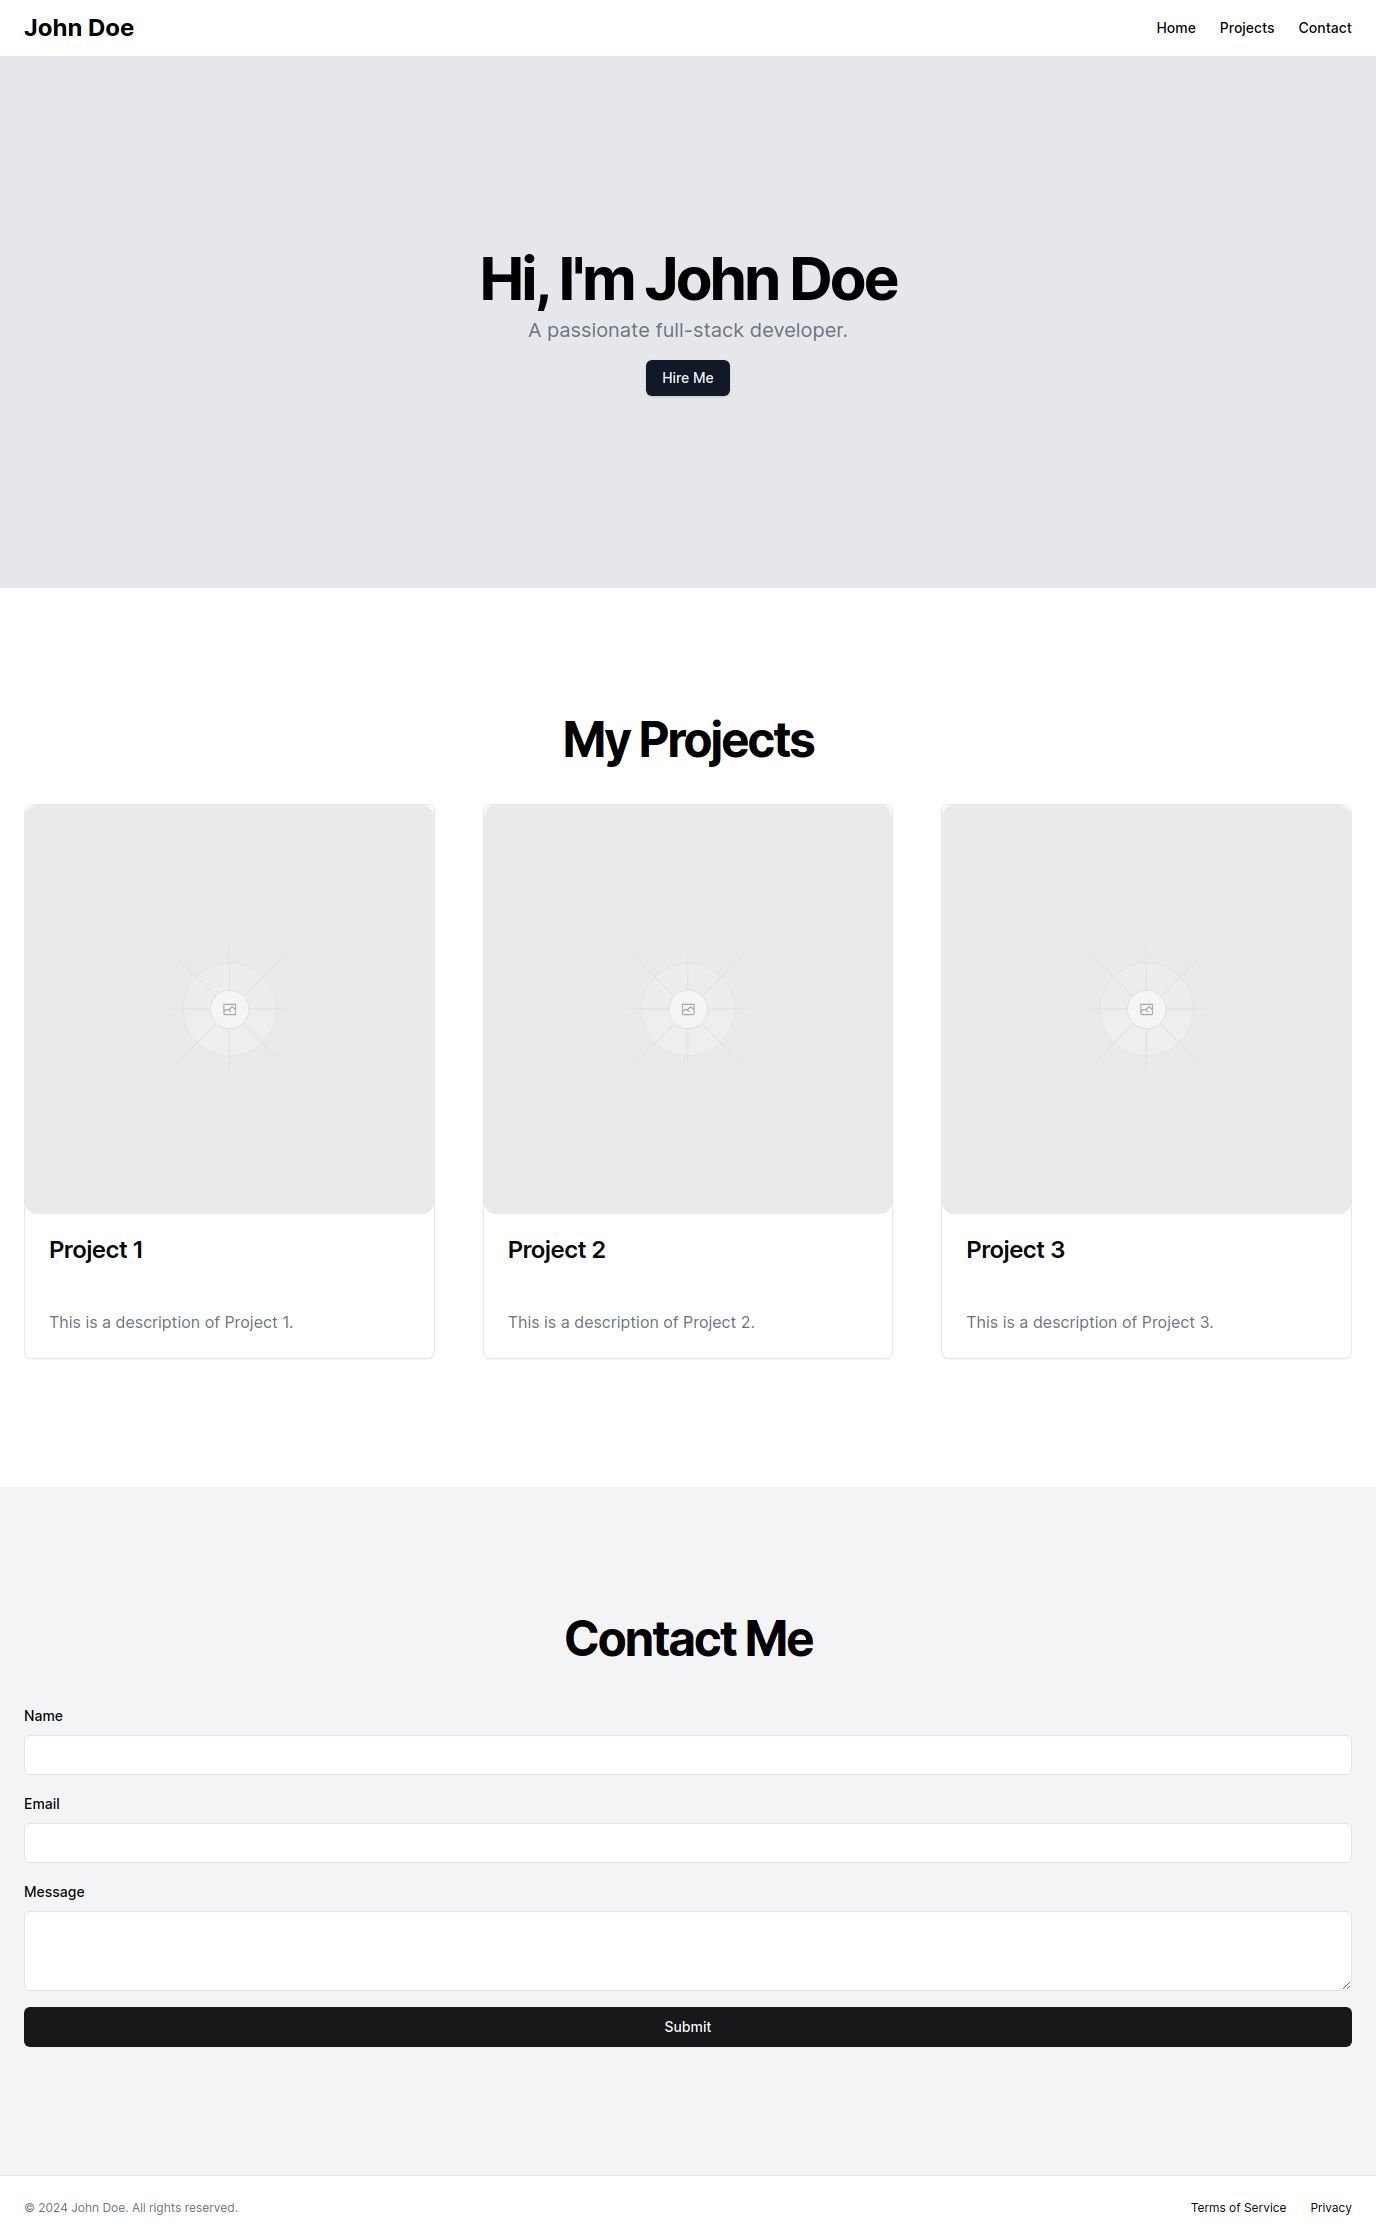 John Doe
Home Projects Contact
Hi, I'm John Doe
A passionate full-stack developer.
Hire Me
My Projects
Project 1
This is a description of Project 1.
Project 2
This is a description of Project 2.
Project 3
This is a description of Project 3.
Contact Me
Name
Email
Message
Submit
© 2024 John Doe. All rights reserved.
Terms of Service Privacy